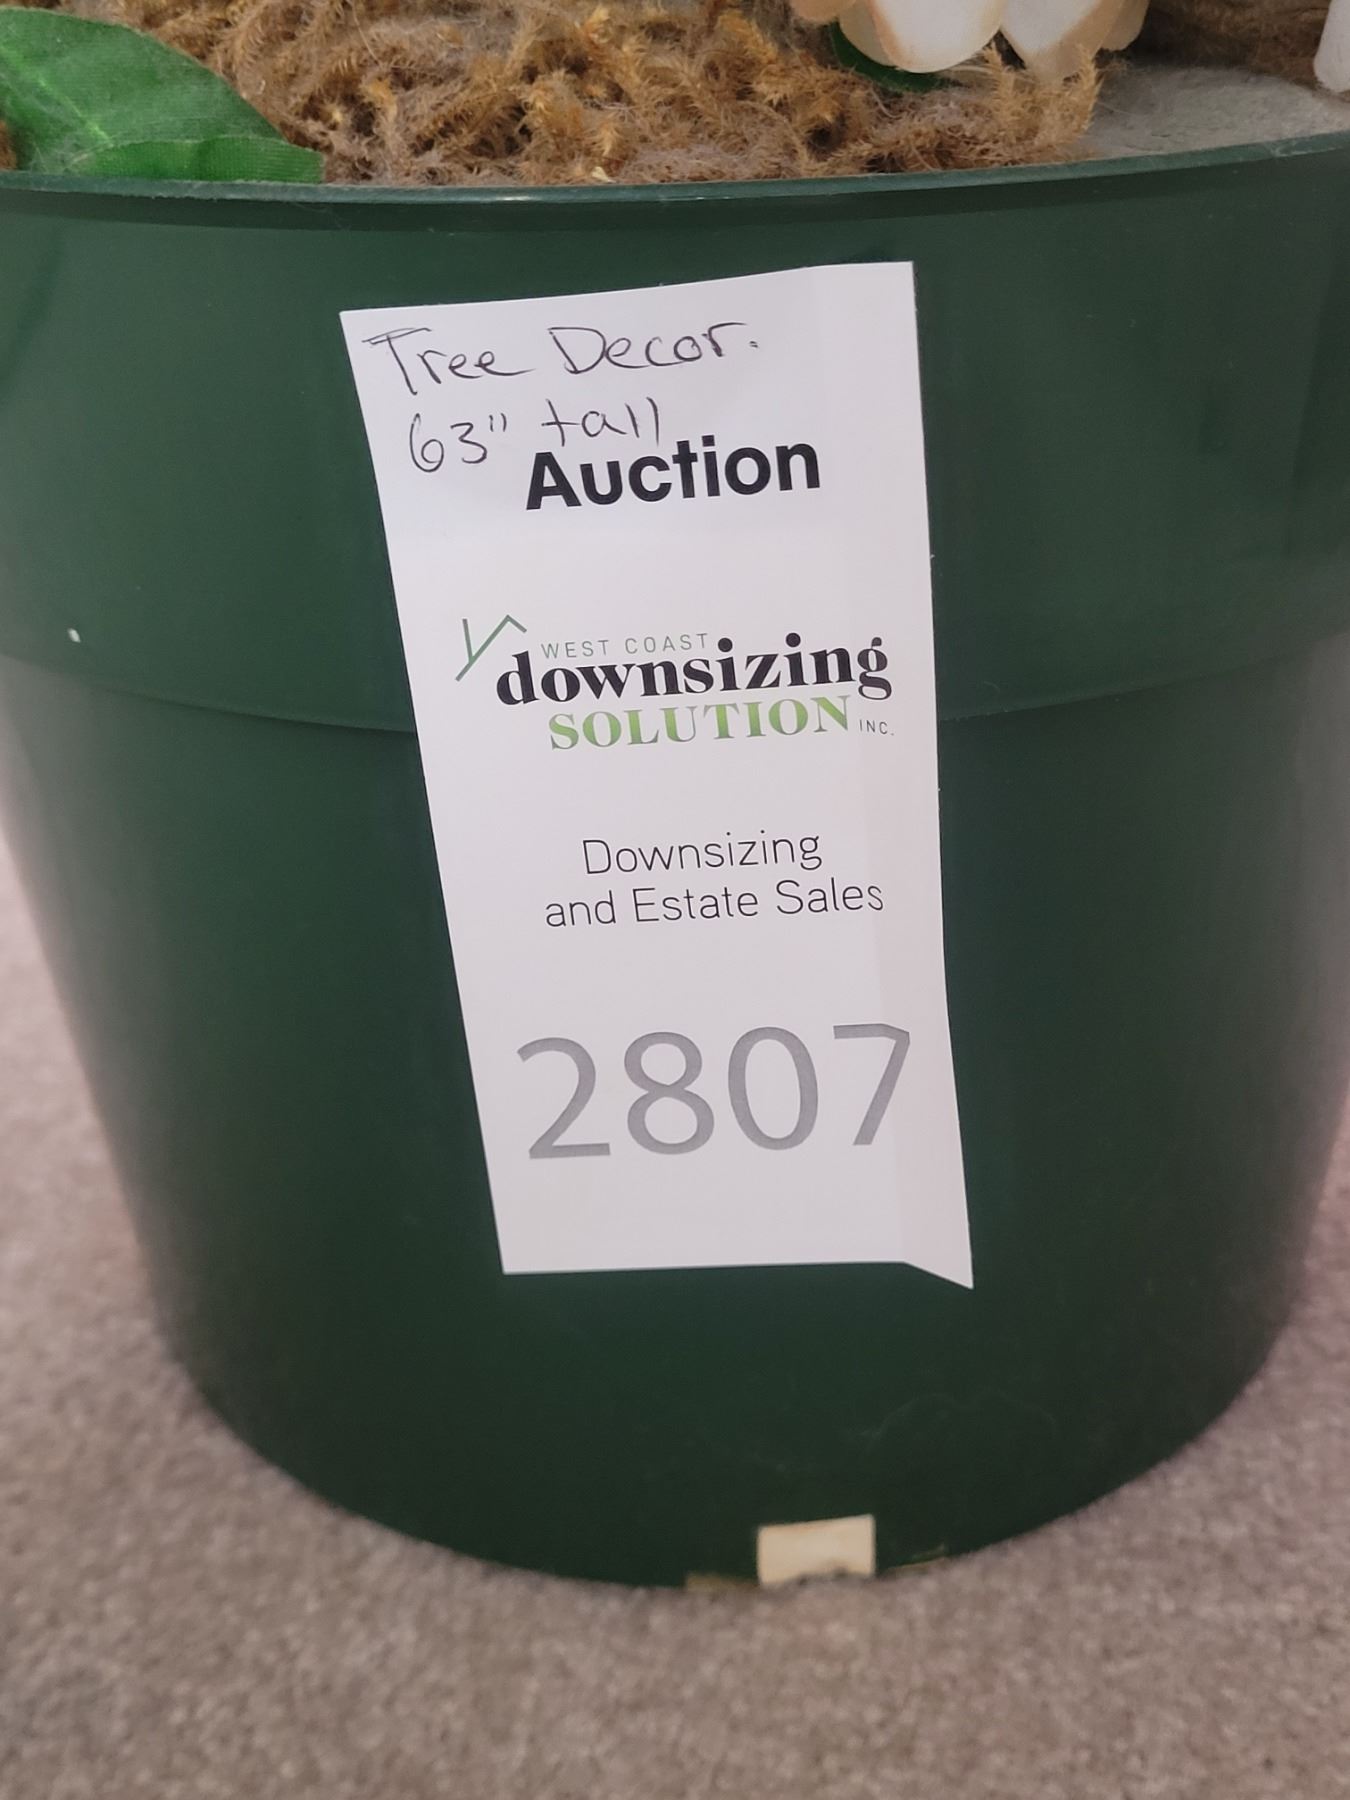 Tree Decor.
63" tall
Auction
WEST COAST
downsizing
SOLUTION INC.
Downsizing
and Estate Sales
2807